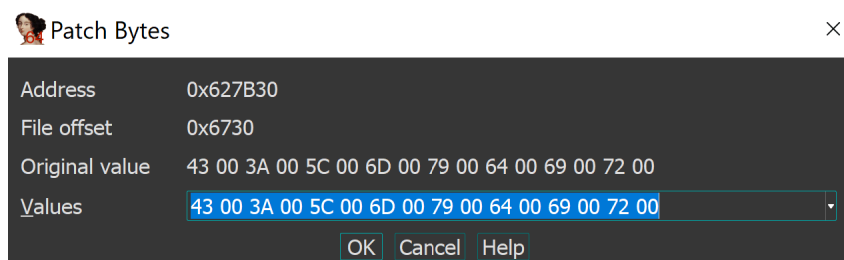 64
Patch Bytes
Address 0x627B30
File offset 0x6730
Original value 43 00 3A 00 5C 00 6D 00 79 00 64 00 69 00 72 00
Values 43 00 3A 00 5C 00 6D 00 79 00 64 00 69 00 72 00
OK Cancel Help